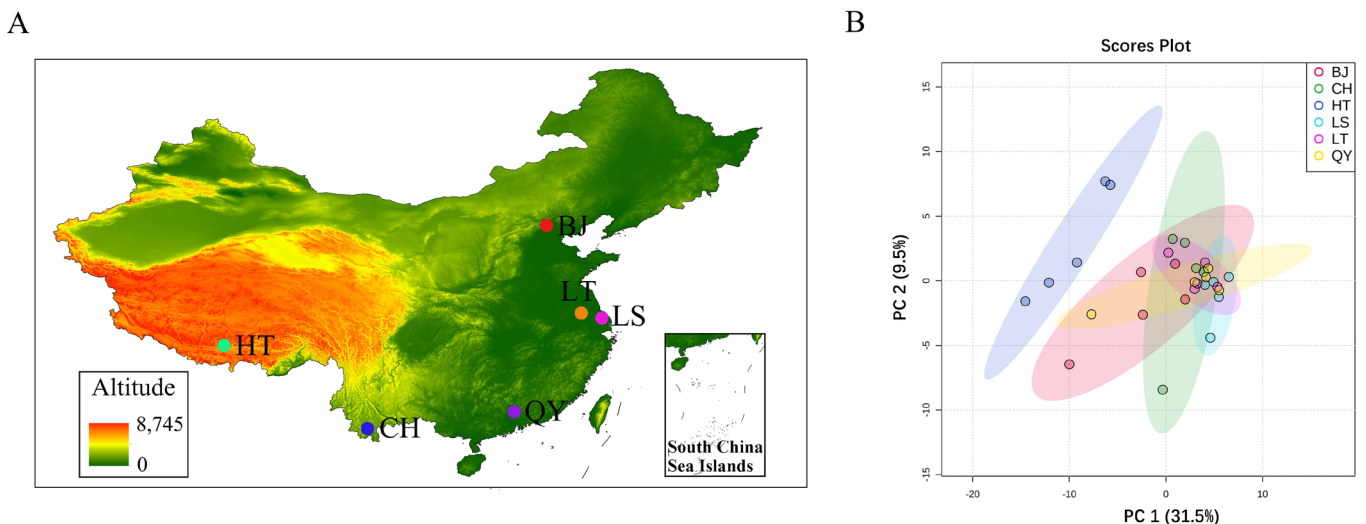 A
BJ
LT
LS
HT
QY
CH
Altitude
8,745
0
South China
Sea Islands
B
Scores Plot
BJ
CH
HT
LS
LT
QY
15
10
5
0
-5
-10
-15
PC 2 (9.5%)
-20
-10
0
10
PC 1 (31.5%)